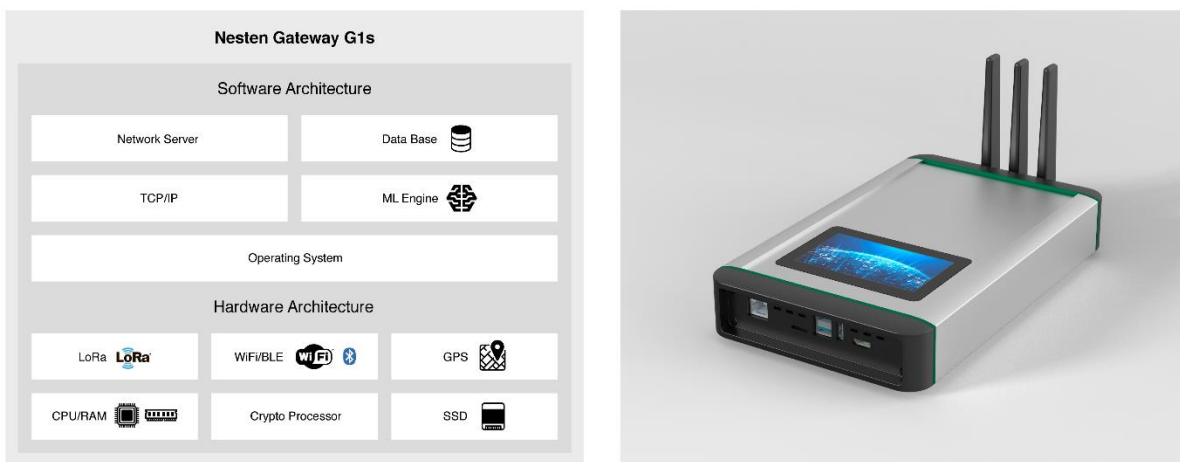 Nesten Gateway G1s
Software Architecture
Network Server
Data Base
TCP/IP
ML Engine
Operating System
Hardware Architecture
LoRa LoRa
WiFi/BLE WiFi
GPS
CPU/RAM
Crypto Processor
SSD